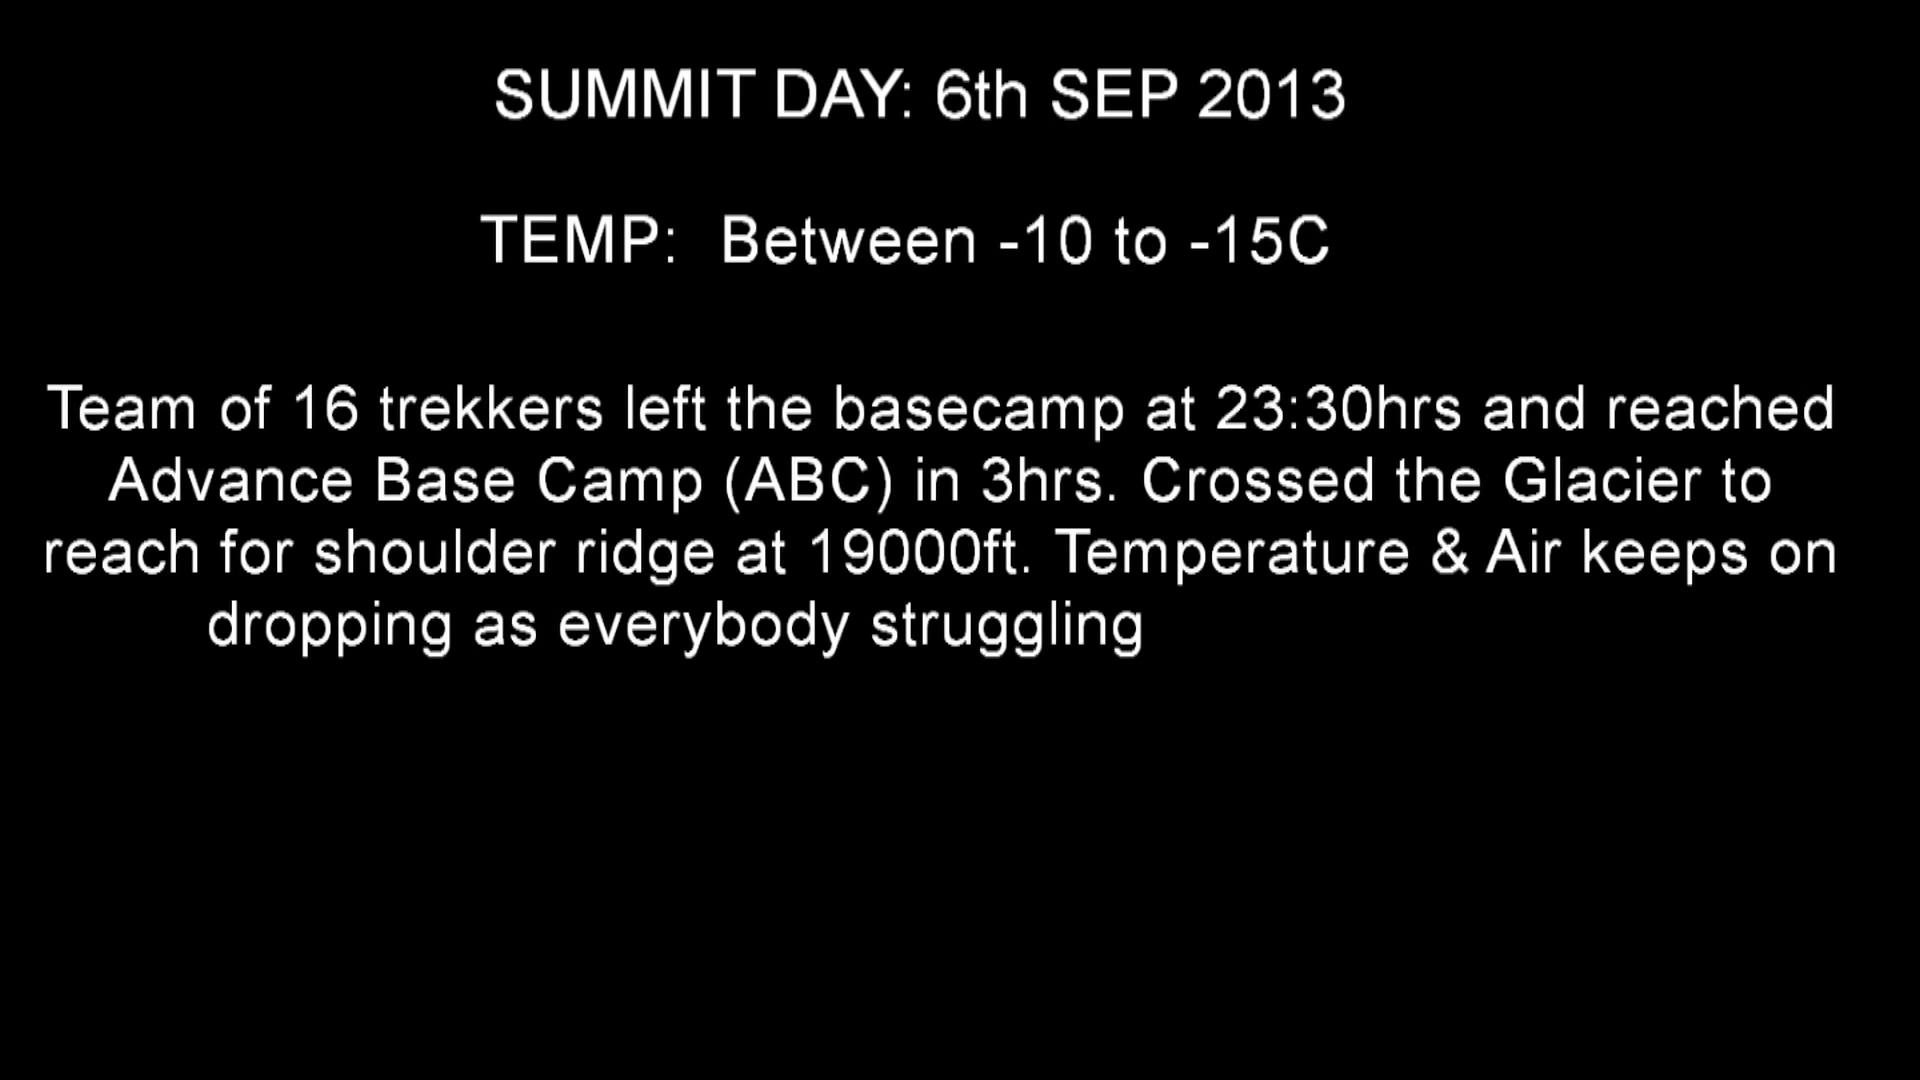 SUMMIT DAY: 6th SEP 2013
TEMP: Between -10 to -15C
Team of 16 trekkers left the basecamp at 23:30hrs and reached
Advance Base Camp (ABC) in 3hrs. Crossed the Glacier to
reach for shoulder ridge at 19000ft. Temperature & Air keeps on
dropping as everybody struggling